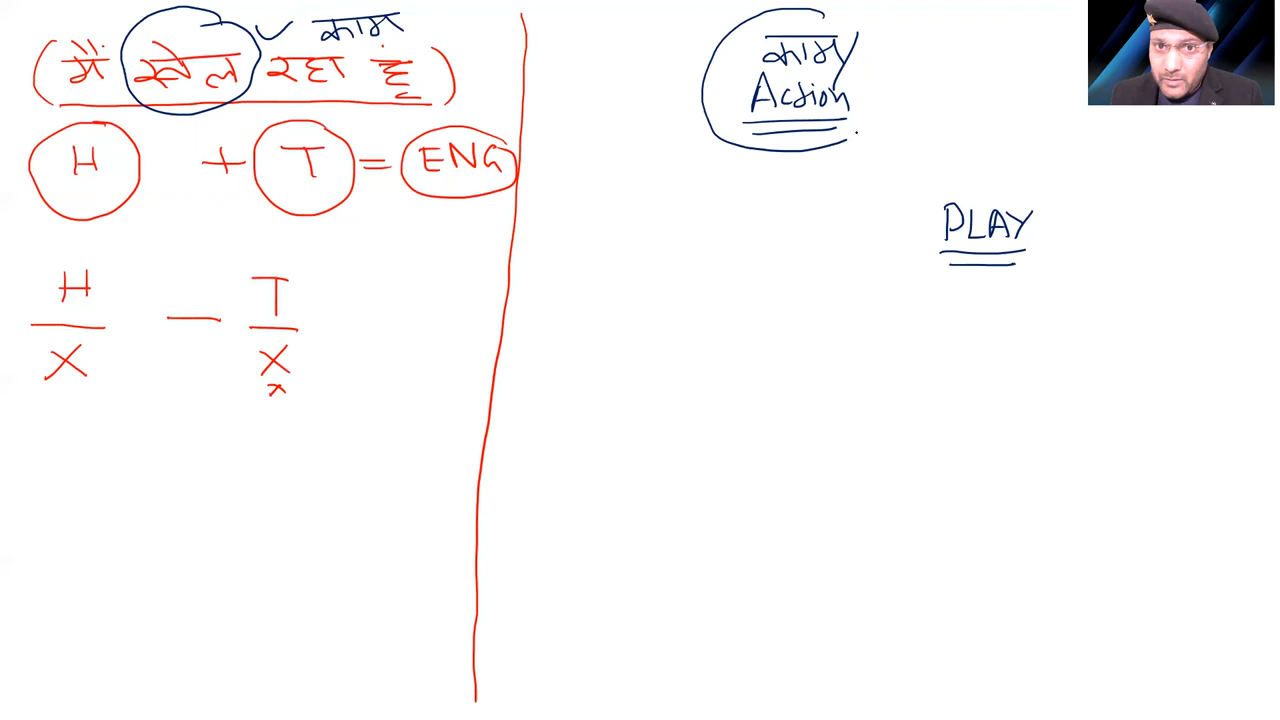 काम
(मैं खेल रहा हूँ)
H + T = ENG
H - T
X X
x
काम
Action
PLAY